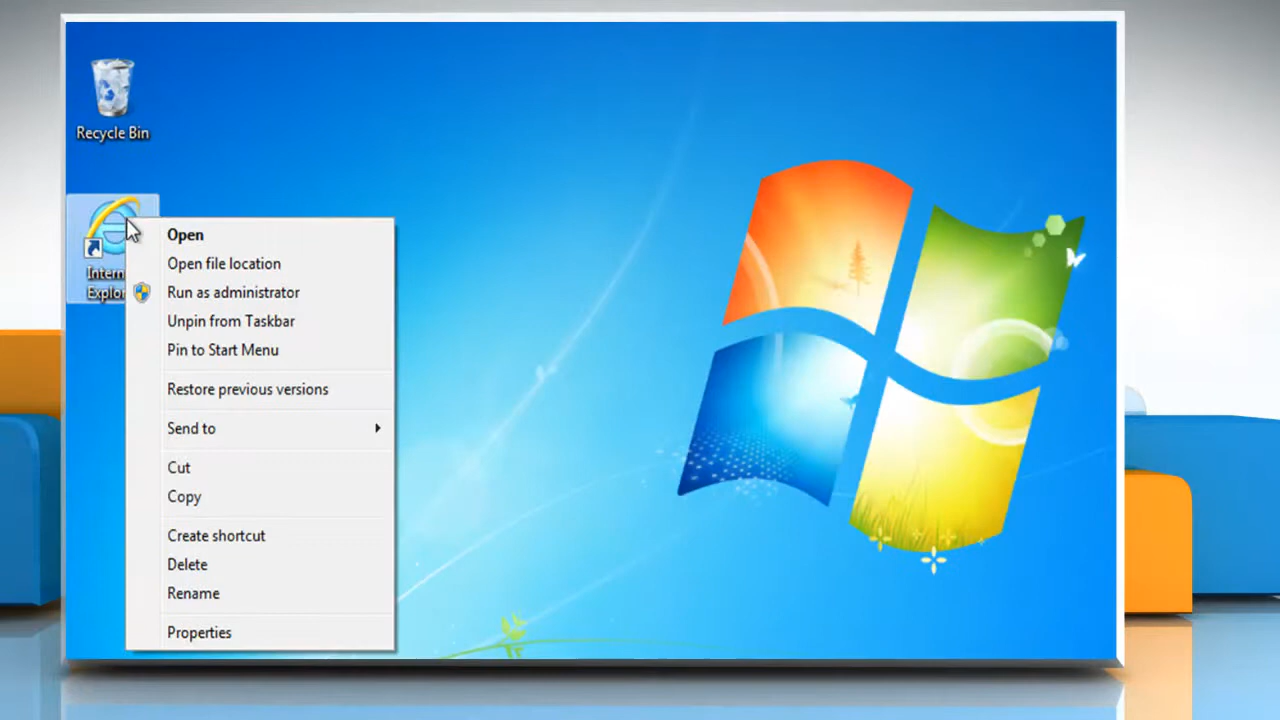 Recycle Bin
Intern
Explor
Open
Open file location
Run as administrator
Unpin from Taskbar
Pin to Start Menu
Restore previous versions
Send to
Cut
Copy
Create shortcut
Delete
Rename
Properties